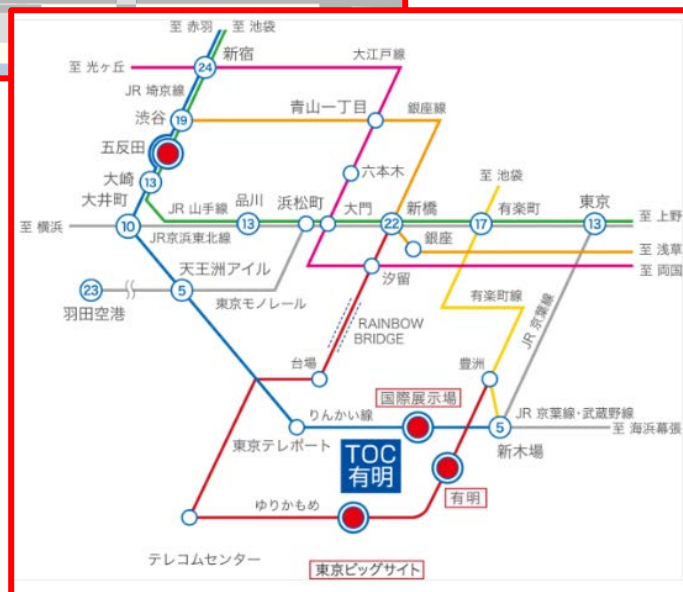 至 赤羽
至 池袋
新宿
24
大江戸線
至 光ヶ丘
JR 埼京線
渋谷
19
青山一丁目
銀座線
五反田
大崎
13
六本木
至 池袋
大井町
10
JR 山手線
品川
13
浜松町
大門
新橋
22
有楽町
17
東京
13
至 上野
至 横浜
JR京浜東北線
銀座
至 浅草
至 両国
天王洲アイル
5
汐留
23
羽田空港
東京モノレール
有楽町線
JR 京葉線
RAINBOW
BRIDGE
台場
豊洲
国際展示場
りんかい線
JR 京葉線・武蔵野線
東京テレポート
TOC
有明
5
新木場
至 海浜幕張
有明
ゆりかもめ
テレコムセンター
東京ビッグサイト